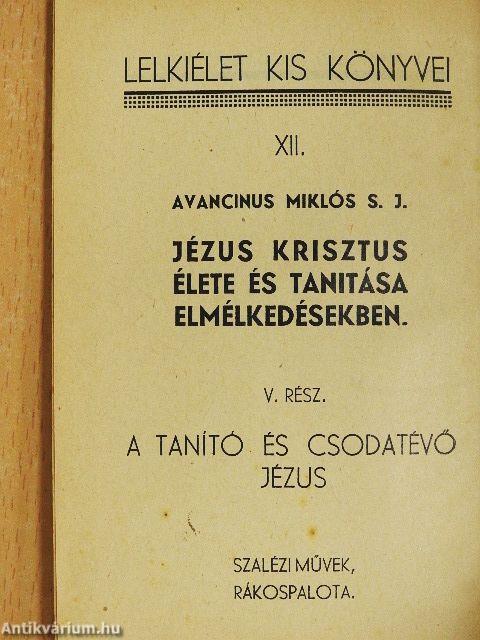 LELKIÉLET KIS KÖNYVEI
XII.
AVANCINUS MIKLÓS S. J.
JÉZUS KRISZTUS
ÉLETE ÉS TANITÁSA
ELMÉLKEDÉSEKBEN.
V. RÉSZ.
A TANÍTÓ ÉS CSODATÉVŐ
JÉZUS
SZALÉZI MŰVEK,
RÁKOSPALOTA.
Antikvárium.hu